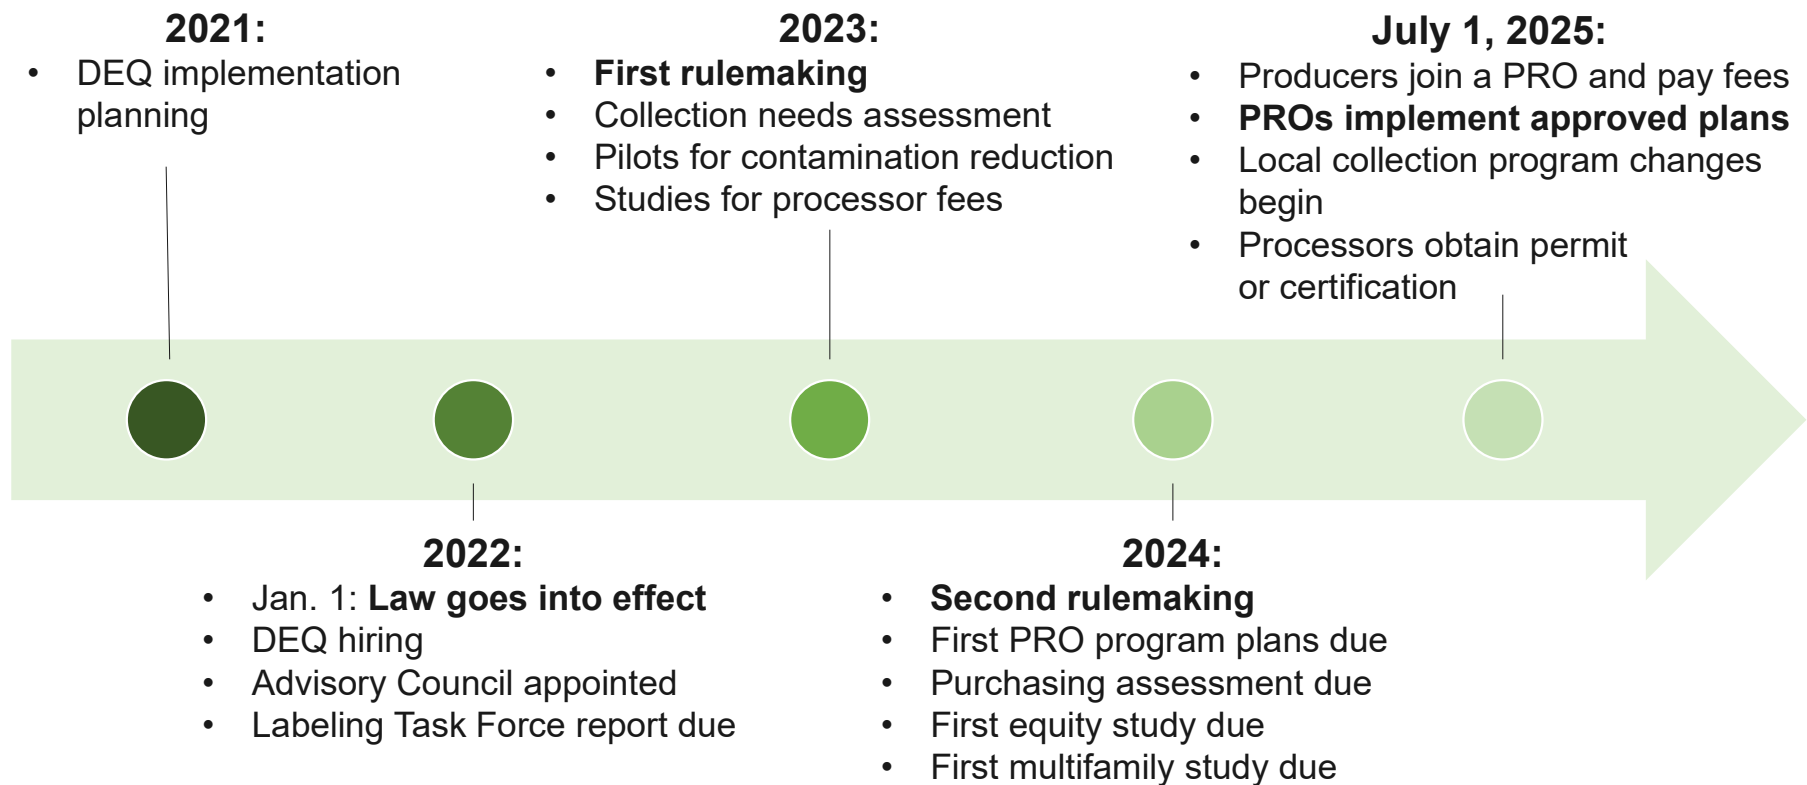 2021:
• DEQ implementation
planning
2023:
• First rulemaking
• Collection needs assessment
• Pilots for contamination reduction
• Studies for processor fees
July 1, 2025:
• Producers join a PRO and pay fees
• PROs implement approved plans
• Local collection program changes
begin
• Processors obtain permit
or certification
2022:
• Jan. 1: Law goes into effect
• DEQ hiring
• Advisory Council appointed
• Labeling Task Force report due
2024:
• Second rulemaking
• First PRO program plans due
• Purchasing assessment due
• First equity study due
• First multifamily study due